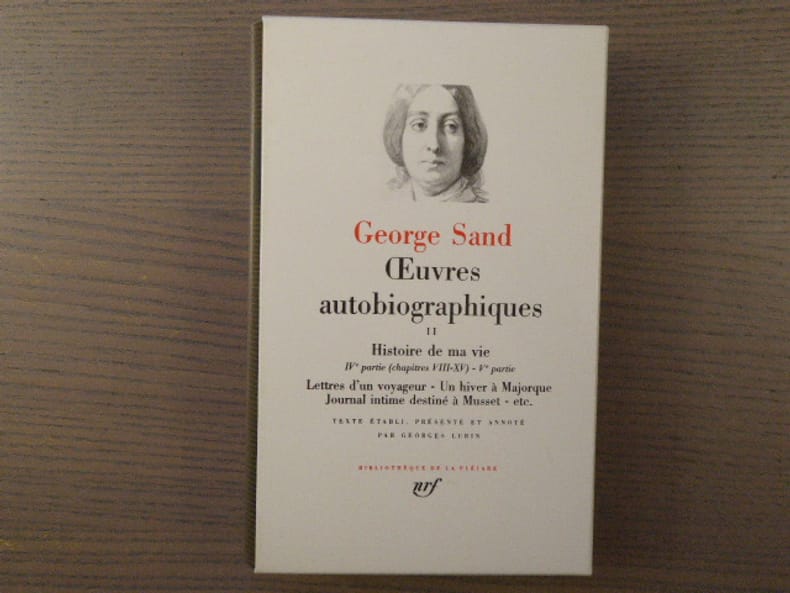 George Sand
Œuvres
autobiographiques
II
Histoire de ma vie
IVe partie (chapitres VIII-XV) - Ve partie
Lettres d'un voyageur - Un hiver à Majorque
Journal intime destiné à Musset - etc.
TEXTE ÉTABLI, PRÉSENTÉ ET ANNOTÉ
PAR GEORGES LUBIN
BIBLIOTHÈQUE DE LA PLÉIADE
nrf